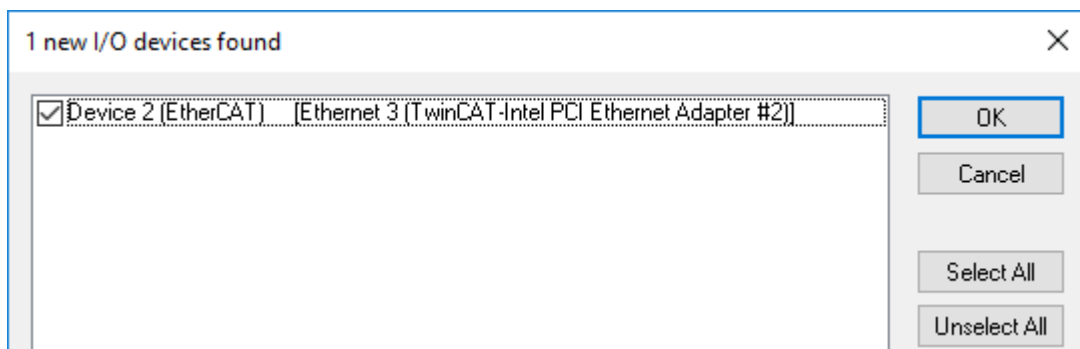 1 new I/O devices found
Device 2 (EtherCAT) [Ethernet 3 (TwinCAT-Intel PCI Ethernet Adapter #2)]
OK
Cancel
Select All
Unselect All